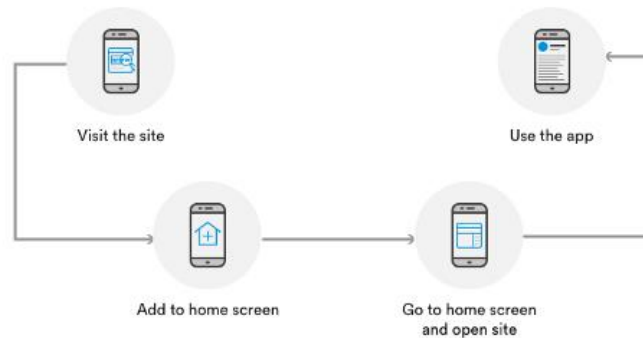 Visit the site
Use the app
Add to home screen
Go to home screen
and open site